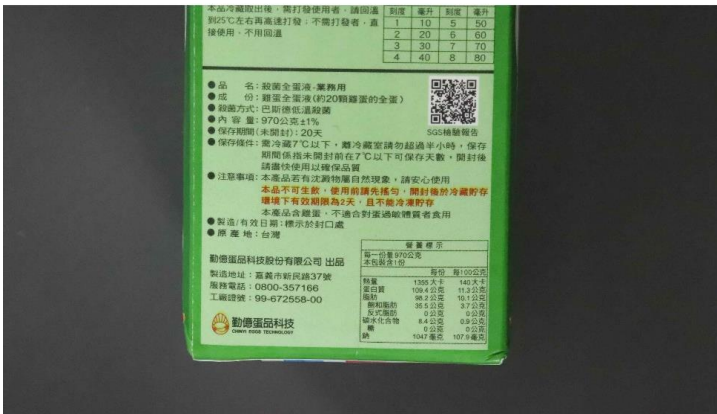 本品冷藏取出後，需打發使用者，請回溫
到25℃左右再高速打發；不需打發者，直
接使用，不用回溫
刻度 毫升 刻度 毫升
1 10 5 50
2 20 6 60
3 30 7 70
4 40 8 80
●品 名：殺菌全蛋液-業務用
●成 份：雞蛋全蛋液(約20顆雞蛋的全蛋)
●殺菌方式：巴斯德低溫殺菌
●內 容 量：970公克±1%
●保存期間(未開封)：20天
SGS檢驗報告
●保存條件：需冷藏7℃以下，離冷藏室請勿超過半小時，保存
期間係指未開封前在7℃以下可保存天數，開封後
請盡快使用以確保品質
●注意事項：本產品若有沈澱物屬自然現象，請安心使用
本品不可生飲，使用前請先搖勻，開封後於冷藏貯存
環境下有效期限為2天，且不能冷凍貯存
本產品含雞蛋，不適合對蛋過敏體質者食用
●製造/有效日期：標示於封口處
●原 產 地：台灣
勤億蛋品科技股份有限公司 出品
製造地址：嘉義市新民路37號
服務電話：0800-357166
工廠證號：99-672558-00
勤億蛋品科技
CHINYI EGGS TECHNOLOGY
營養標示
每一份量970公克
本包裝含1份
每份 每100公克
熱量 1355大卡 140大卡
蛋白質 109.4公克 11.3公克
脂肪 98.2公克 10.1公克
飽和脂肪 35.5公克 3.7公克
反式脂肪 0公克 0公克
碳水化合物 8.4公克 0.9公克
糖 0公克 0公克
鈉 1047毫克 107.9毫克